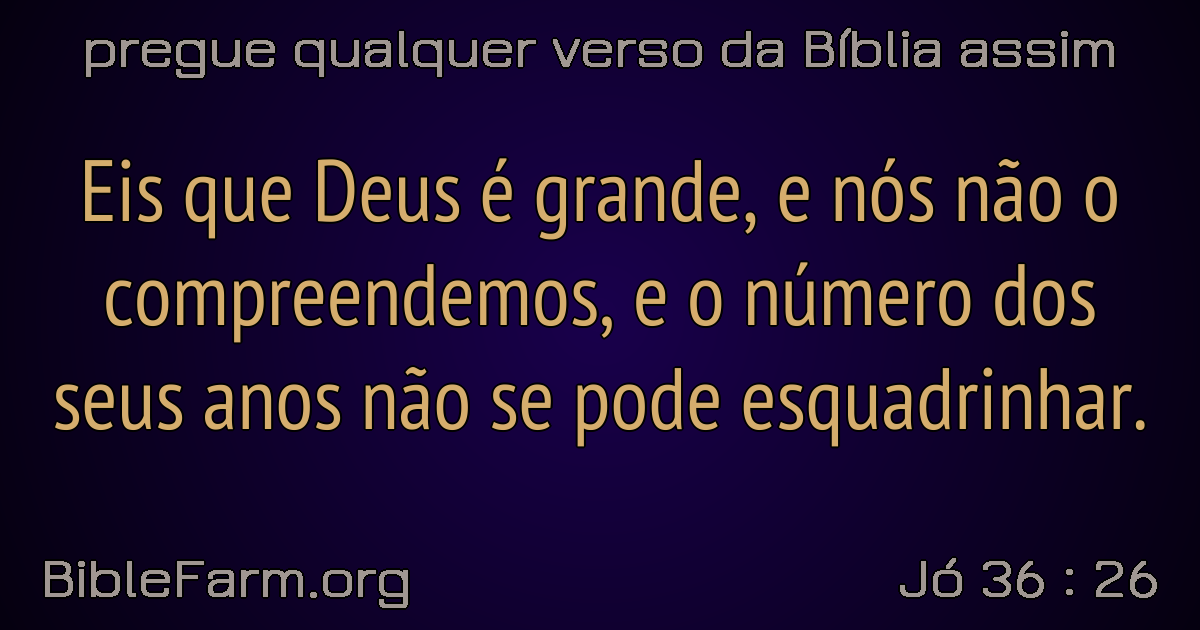 pregue qualquer verso da Bíblia assim
Eis que Deus é grande, e nós não o
compreendemos, e o número dos
seus anos não se pode esquadrinhar.
BibleFarm.org
Jó 36 : 26